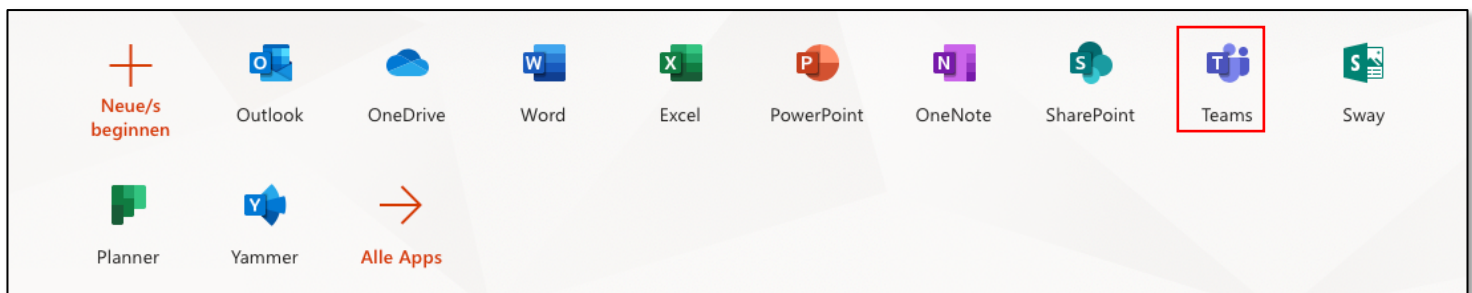 Neue/s
beginnen
Outlook
OneDrive
Word
Excel
PowerPoint
OneNote
SharePoint
Teams
Sway
Planner
Yammer
Alle Apps